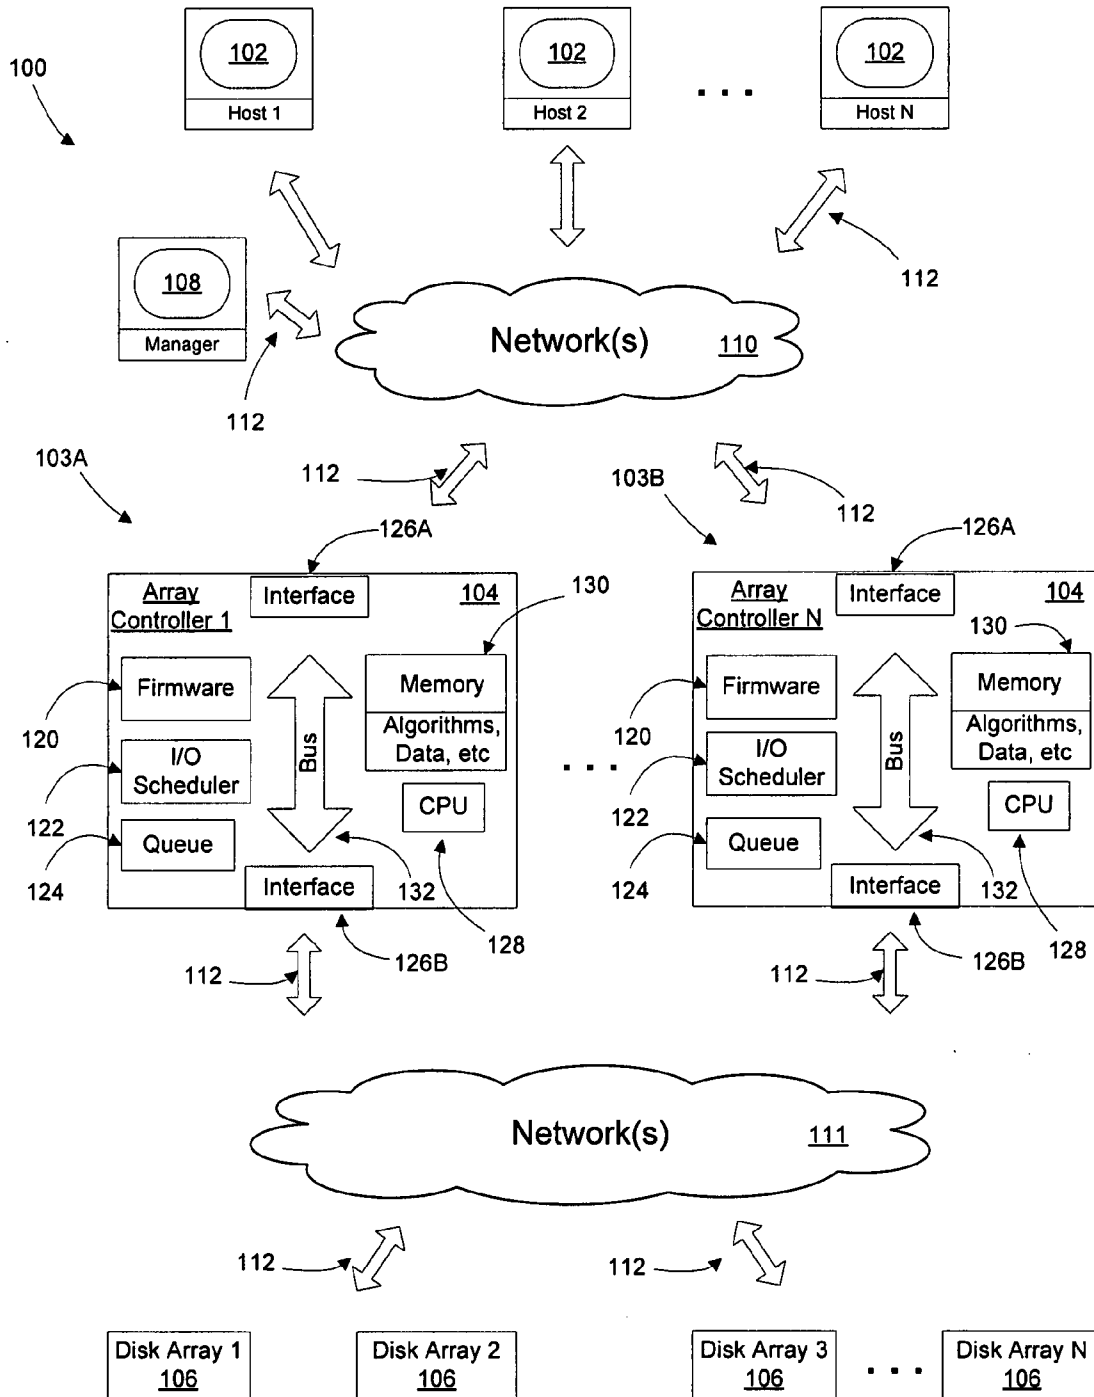 102
102
102
100
Host 1
Host 2
. . .
Host N
108
Manager
112
112
Network(s)
110
112
103A
112
103B
112
126A
126A
Array
Controller 1
Interface
104
130
Firmware
Memory
Algorithms,
Data, etc
120
I/O
Scheduler
Bus
122
CPU
Queue
124
Interface
132
128
126B
112
. . .
Array
Controller N
Interface
104
130
Firmware
Memory
Algorithms,
Data, etc
120
I/O
Scheduler
Bus
122
CPU
Queue
124
Interface
132
128
126B
112
Network(s)
111
112
112
Disk Array 1
106
Disk Array 2
106
Disk Array 3
106
. . .
Disk Array N
106